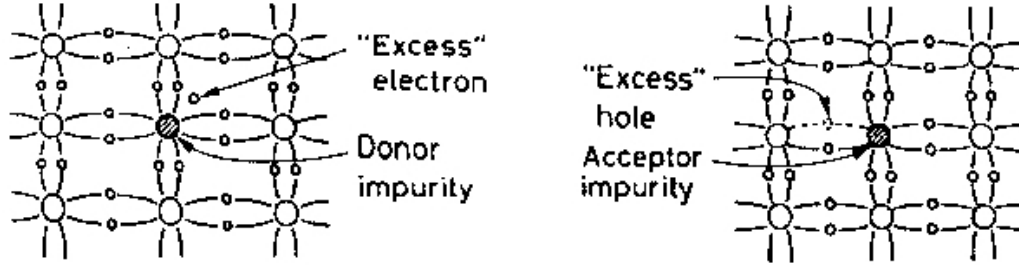 "Excess"
electron
Donor
impurity
"Excess"
hole
Acceptor
impurity